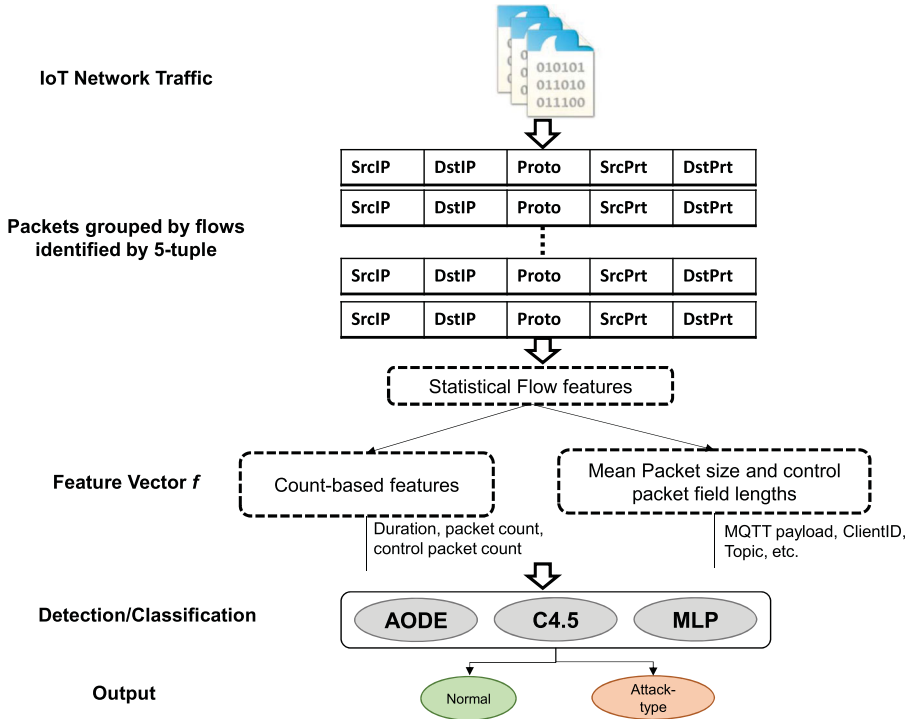 IoT Network Traffic
010101
011010
011100
SrcIP DstIP Proto SrcPrt DstPrt
SrcIP DstIP Proto SrcPrt DstPrt
Packets grouped by flows
identified by 5-tuple
SrcIP DstIP Proto SrcPrt DstPrt
SrcIP DstIP Proto SrcPrt DstPrt
Statistical Flow features
Feature Vector f
Count-based features
Mean Packet size and control
packet field lengths
Duration, packet count,
control packet count
MQTT payload, ClientID,
Topic, etc.
Detection/Classification
AODE C4.5 MLP
Output
Normal
Attack-
type